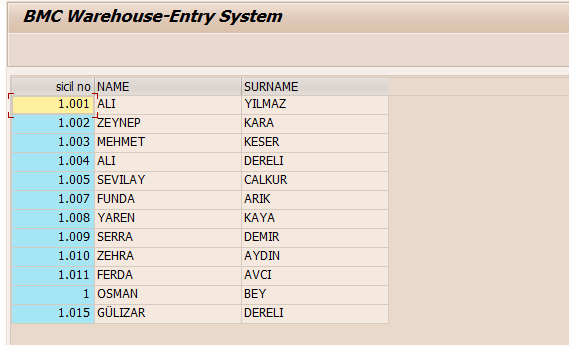 BMC Warehouse-Entry System
sicil no NAME SURNAME
1.001 ALI YILMAZ
1.002 ZEYNEP KARA
1.003 MEHMET KESER
1.004 ALI DERELI
1.005 SEVILAY CALKUR
1.007 FUNDA ARIK
1.008 YAREN KAYA
1.009 SERRA DEMIR
1.010 ZEHRA AYDIN
1.011 FERDA AVCI
1 OSMAN BEY
1.015 GÜLIZAR DERELI